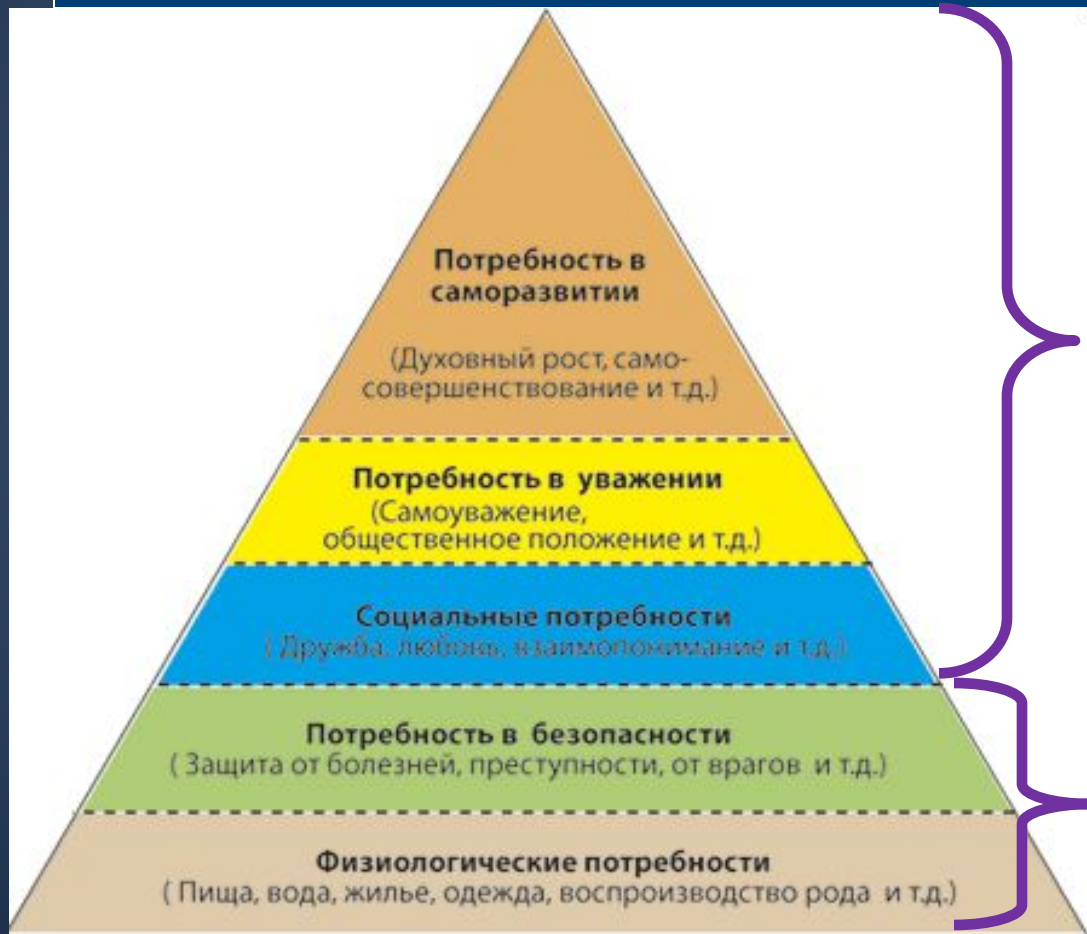 Потребность в
саморазвитии
(Духовный рост, само-
совершенствование и т.д.)
Потребность в уважении
(Самоуважение,
общественное положение и т.д.)
Социальные потребности
( Дружба, любовь, взаимопонимание и т.д.)
Потребность в безопасности
( Защита от болезней, преступности, от врагов и т.д.)
Физиологические потребности
( Пища, вода, жилье, одежда, воспроизводство рода и т.д.)